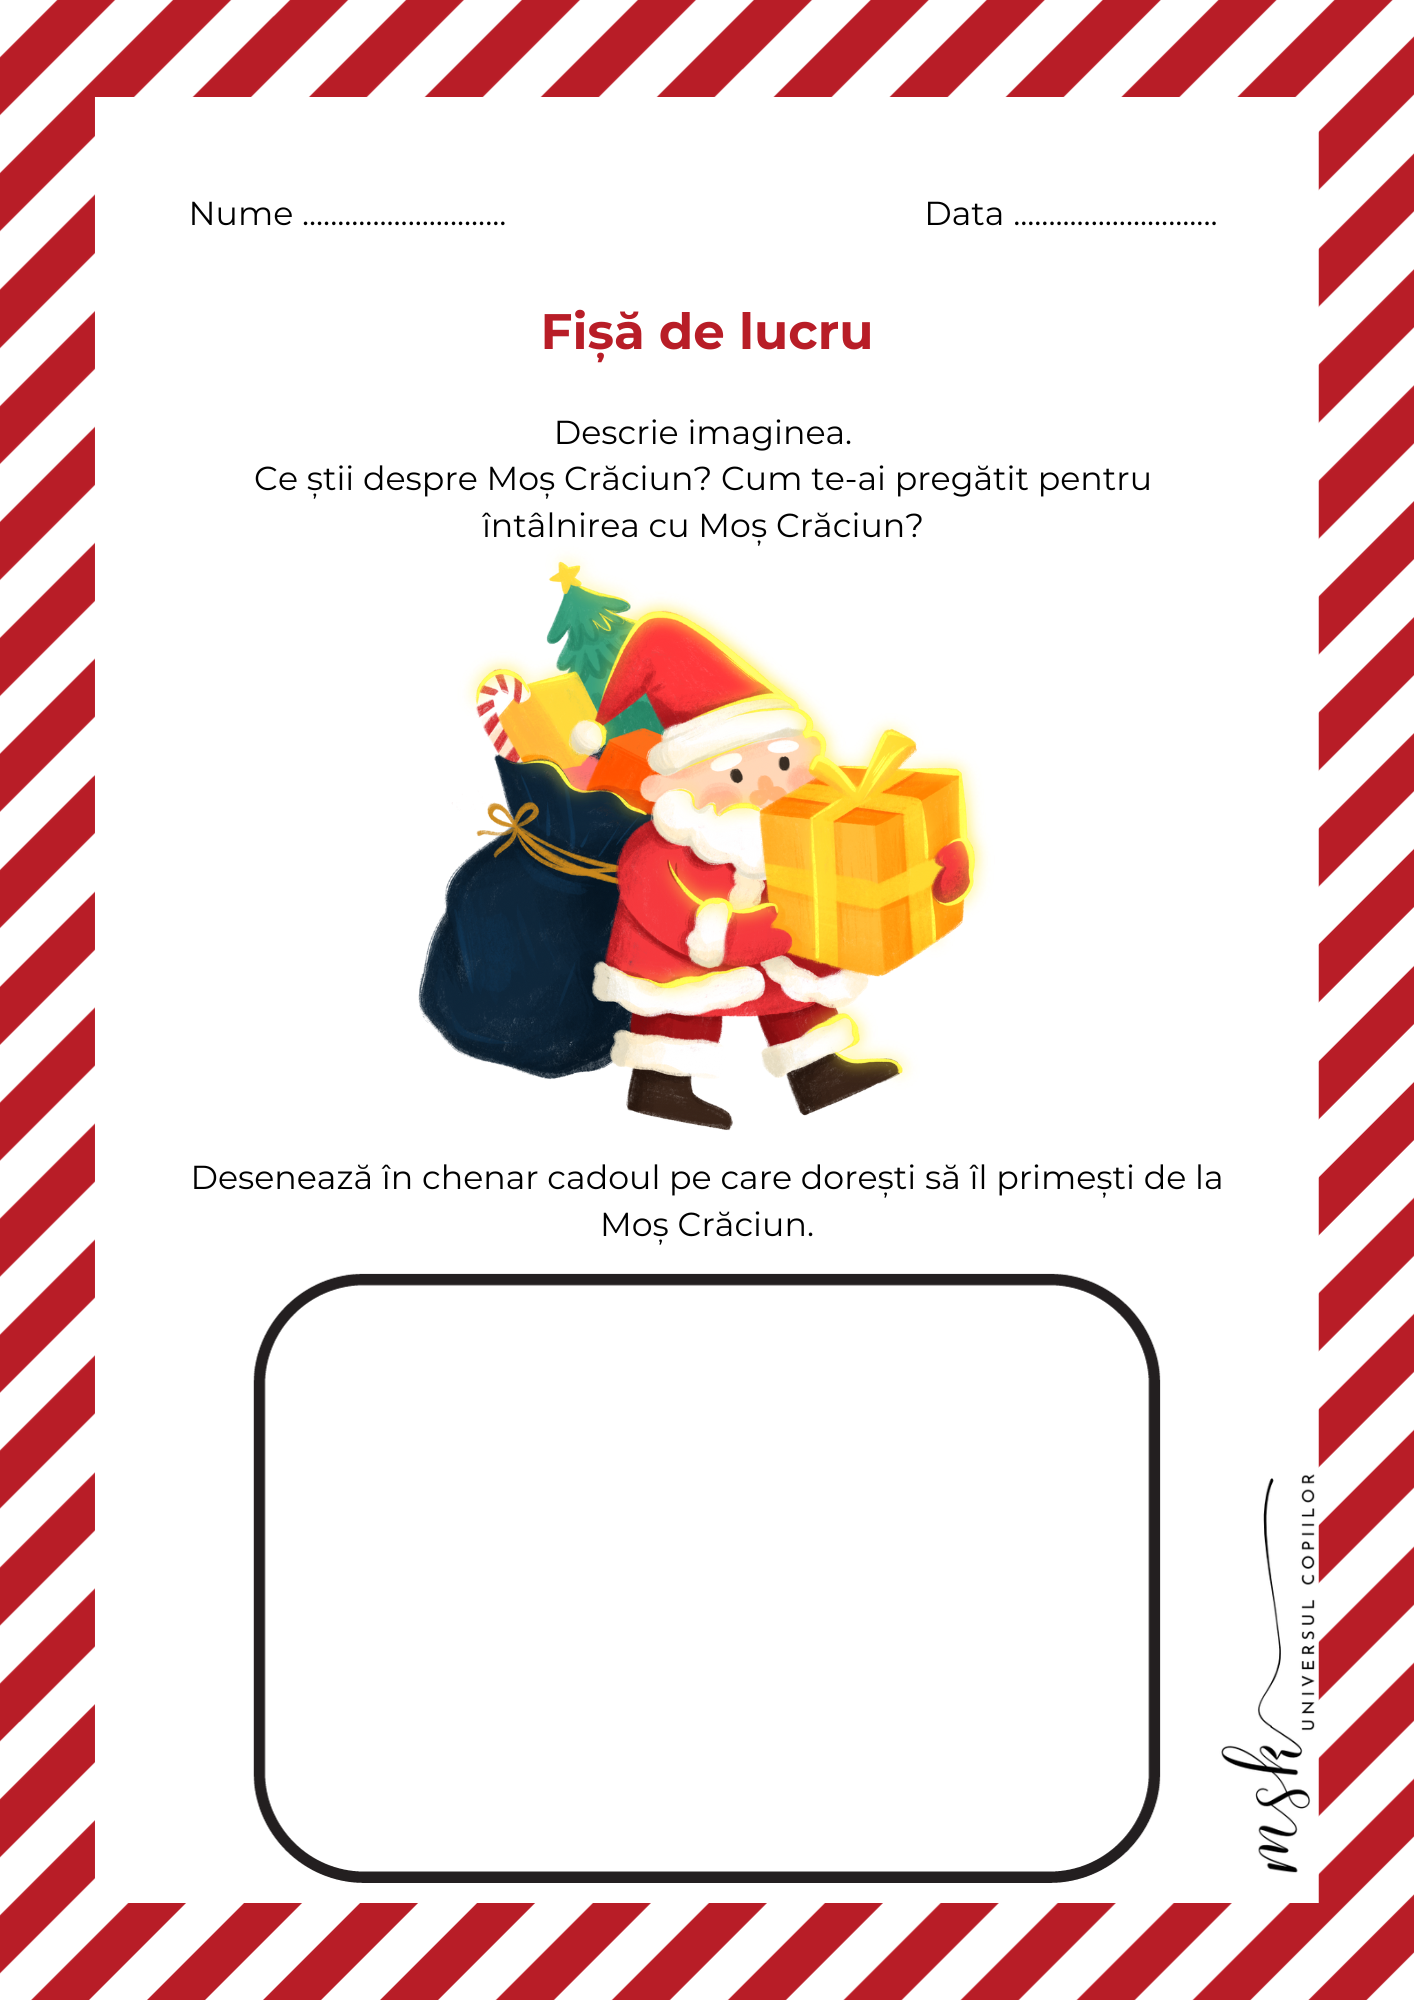 Nume .............................
Data .............................
Fișă de lucru
Descrie imaginea.
Ce știi despre Moș Crăciun? Cum te-ai pregătit pentru
întâlnirea cu Moș Crăciun?
Desenează în chenar cadoul pe care dorești să îl primești de la
Moș Crăciun.
msk
UNIVERSUL COPIILOR